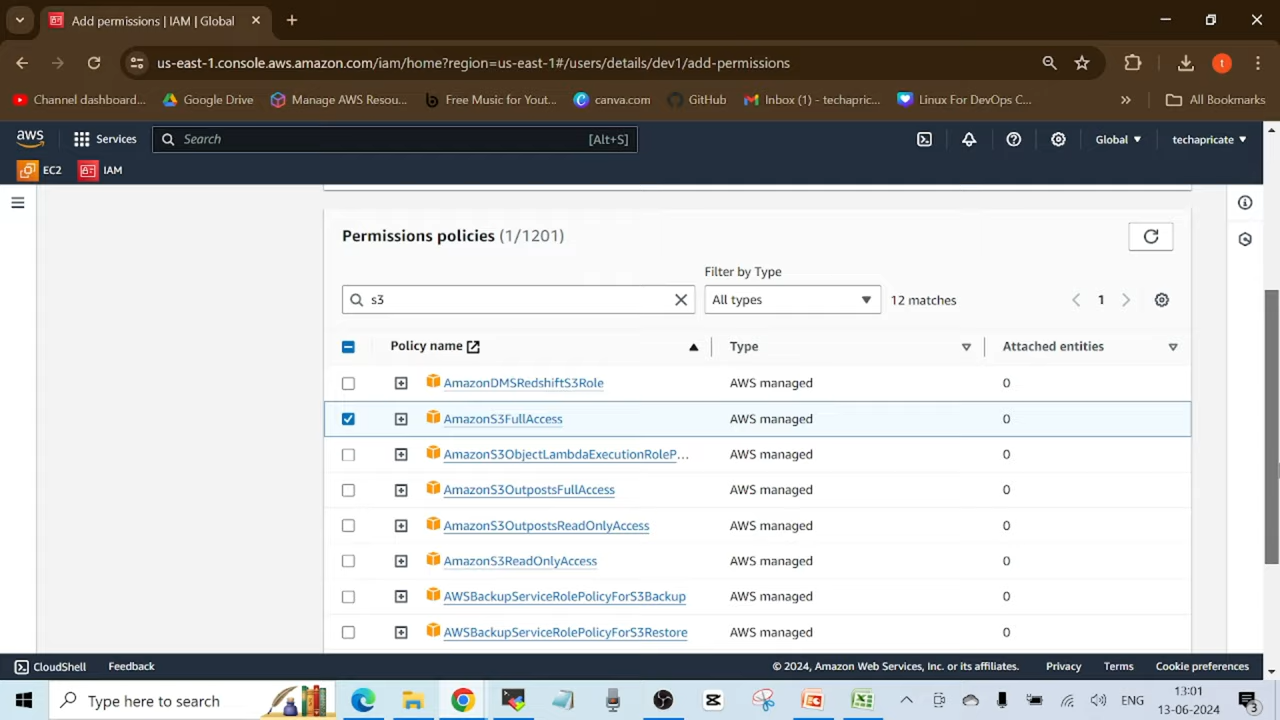 Add permissions | IAM | Global
us-east-1.console.aws.amazon.com/iam/home?region=us-east-1#/users/details/dev1/add-permissions
t
Channel dashboard...
Google Drive
Manage AWS Resou...
Free Music for Yout...
canva.com
GitHub
Inbox (1) - techapric...
Linux For DevOps C...
All Bookmarks
aws
Services
Search
[Alt+S]
Global
techapricate
EC2
IAM
Permissions policies (1/1201)
Filter by Type
s3
All types
12 matches
1
Policy name
Type
Attached entities
AmazonDMSRedshiftS3Role AWS managed 0
AmazonS3FullAccess AWS managed 0
AmazonS3ObjectLambdaExecutionRoleP... AWS managed 0
AmazonS3OutpostsFullAccess AWS managed 0
AmazonS3OutpostsReadOnlyAccess AWS managed 0
AmazonS3ReadOnlyAccess AWS managed 0
AWSBackupServiceRolePolicyForS3Backup AWS managed 0
AWSBackupServiceRolePolicyForS3Restore AWS managed 0
CloudShell
Feedback
© 2024, Amazon Web Services, Inc. or its affiliates.
Privacy
Terms
Cookie preferences
Type here to search
ENG
13:01
13-06-2024
3